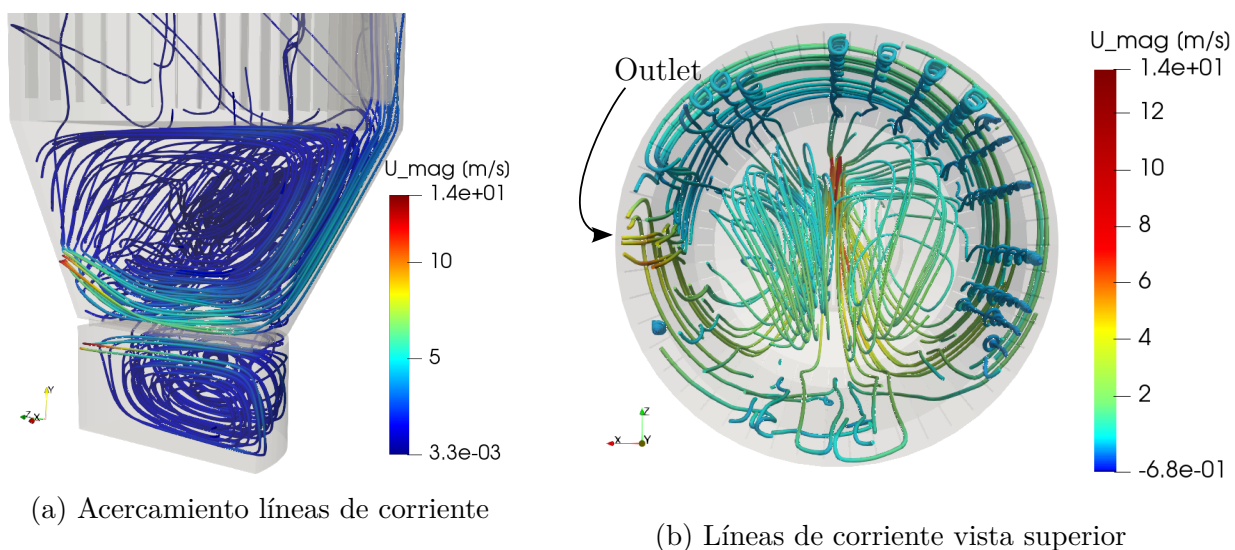 U_mag (m/s)
1.4e+01
10
5
3.3e-03
Y
Z
X
(a) Acercamiento líneas de corriente
Outlet
U_mag (m/s)
1.4e+01
12
10
8
6
4
2
-6.8e-01
Z
X
Y
(b) Líneas de corriente vista superior